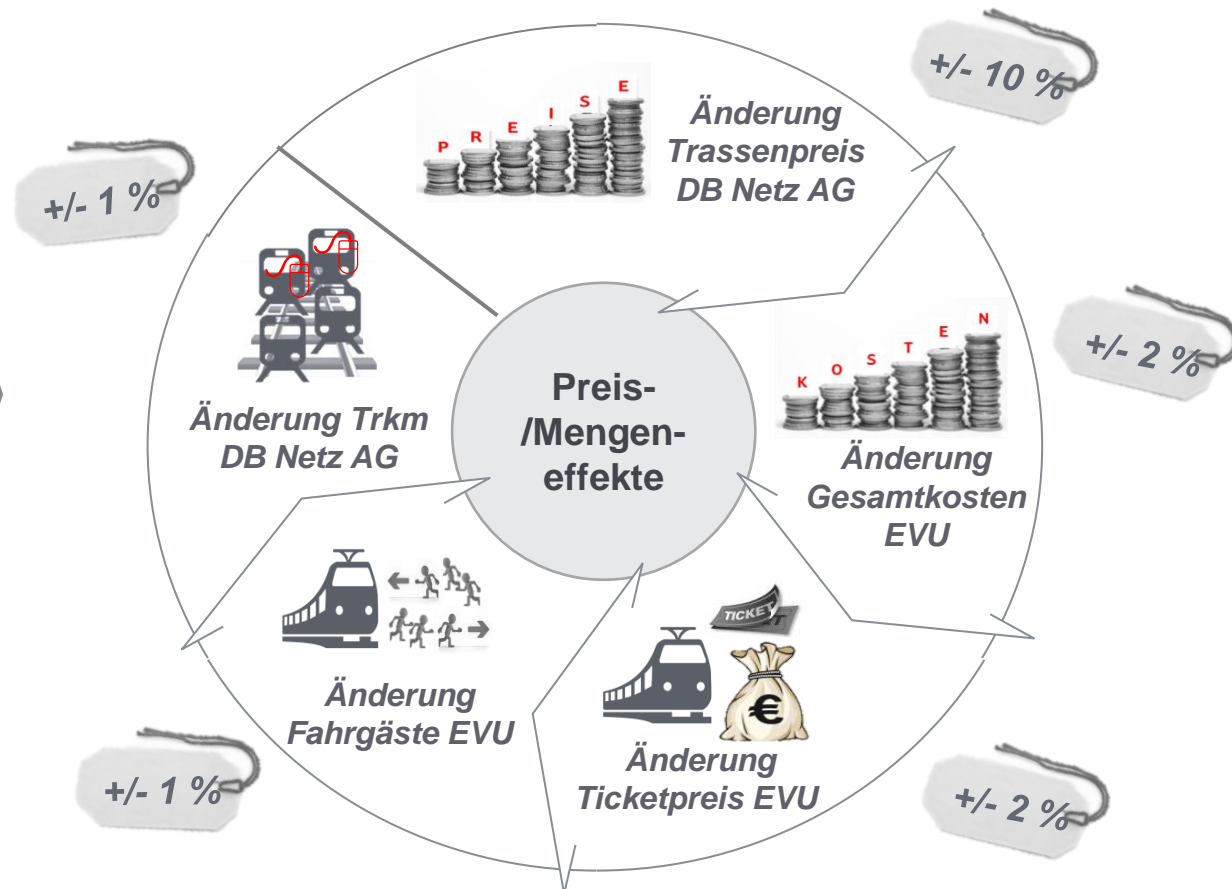 +/- 10 %
P R E I S E
Änderung
Trassenpreis
DB Netz AG
+/- 2 %
K O S T E N
Änderung
Gesamtkosten
EVU
+/- 2 %
TICKET
Änderung
Ticketpreis EVU
€
+/- 1 %
Änderung
Fahrgäste EVU
+/- 1 %
Änderung Trkm
DB Netz AG
Preis-
/Mengen-
effekte